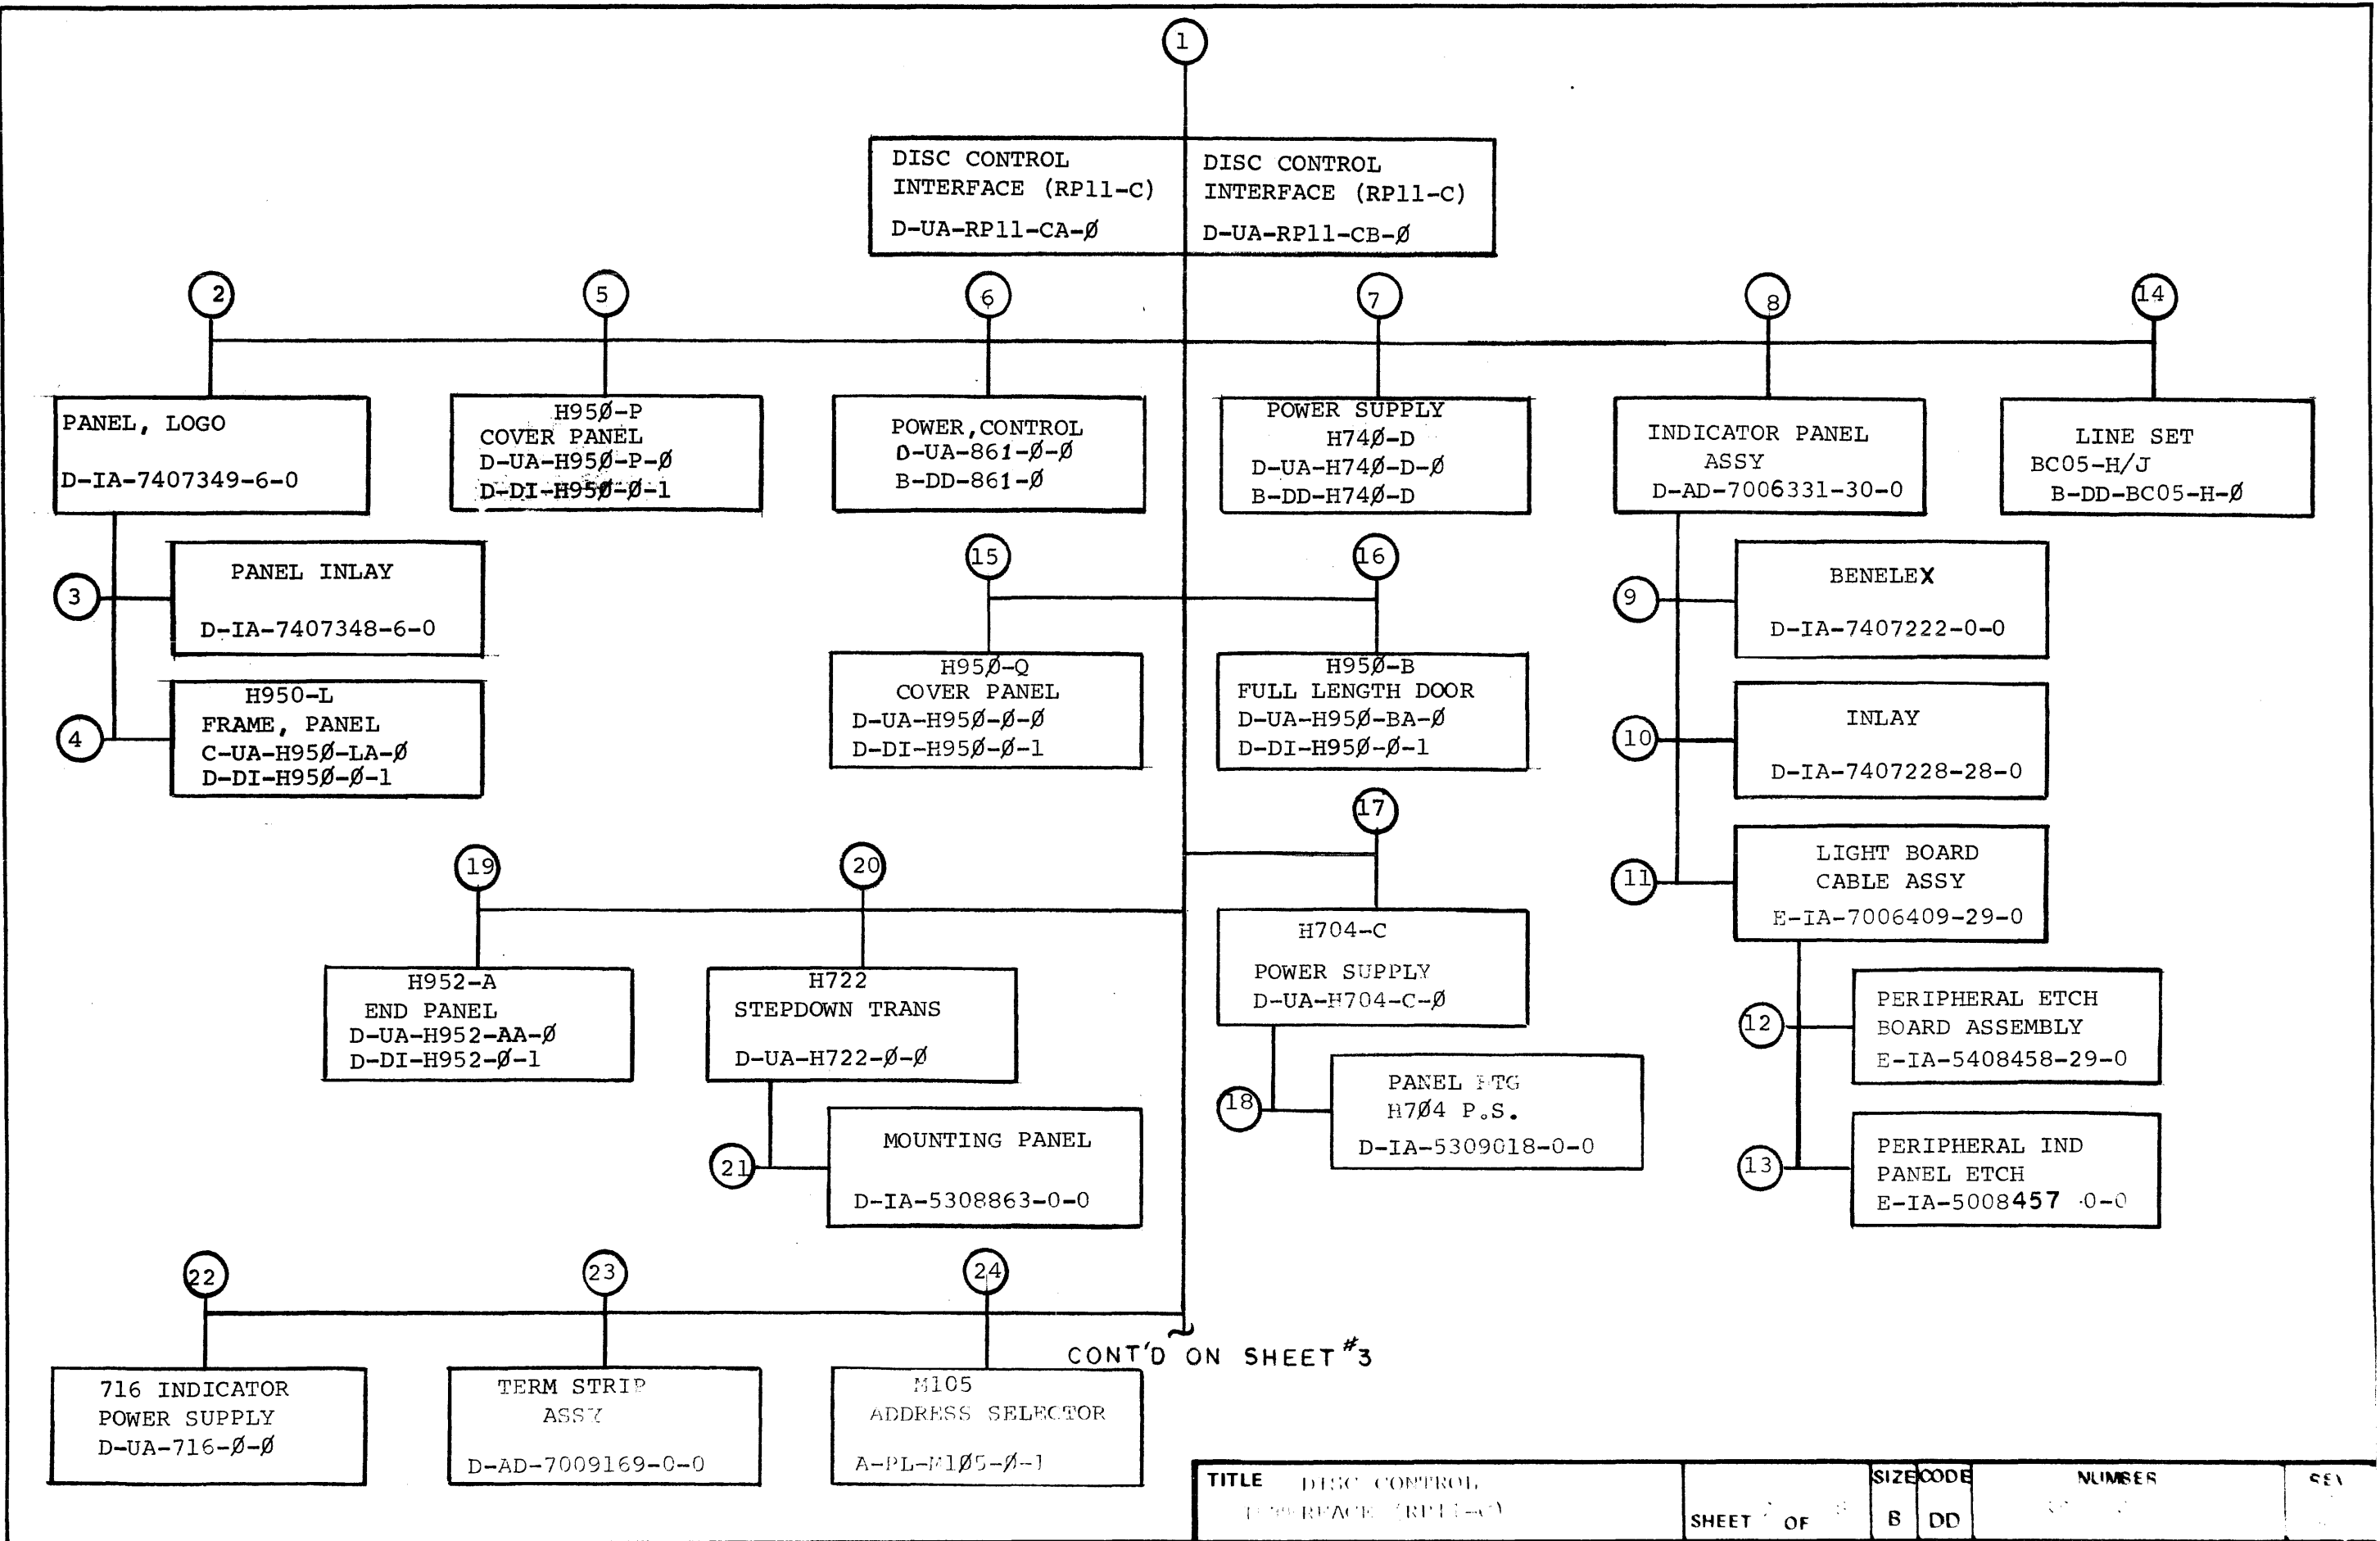 1
DISC CONTROL
INTERFACE (RP11-C)
D-UA-RP11-CA-Ø
DISC CONTROL
INTERFACE (RP11-C)
D-UA-RP11-CB-Ø
2
5
6
7
8
14
PANEL, LOGO
D-IA-7407349-6-0
H95Ø-P
COVER PANEL
D-UA-H95Ø-P-Ø
D-DI-H95Ø-Ø-1
POWER,CONTROL
D-UA-861-Ø-Ø
B-DD-861-Ø
POWER SUPPLY
H74Ø-D
D-UA-H74Ø-D-Ø
B-DD-H74Ø-D
INDICATOR PANEL
ASSY
D-AD-7006331-30-0
LINE SET
BC05-H/J
B-DD-BC05-H-Ø
3
PANEL INLAY
D-IA-7407348-6-0
4
H950-L
FRAME, PANEL
C-UA-H95Ø-LA-Ø
D-DI-H95Ø-Ø-1
15
16
H95Ø-Q
COVER PANEL
D-UA-H95Ø-Ø-Ø
D-DI-H95Ø-Ø-1
H95Ø-B
FULL LENGTH DOOR
D-UA-H95Ø-BA-Ø
D-DI-H95Ø-Ø-1
9
BENELEX
D-IA-7407222-0-0
10
INLAY
D-IA-7407228-28-0
11
LIGHT BOARD
CABLE ASSY
E-IA-7006409-29-0
12
PERIPHERAL ETCH
BOARD ASSEMBLY
E-IA-5408458-29-0
13
PERIPHERAL IND
PANEL ETCH
E-IA-5008457 -0-0
17
H704-C
POWER SUPPLY
D-UA-H704-C-Ø
18
PANEL
H7Ø4 P.S.
D-IA-5309018-0-0
19
20
H952-A
END PANEL
D-UA-H952-AA-Ø
D-DI-H952-Ø-1
H722
STEPDOWN TRANS
D-UA-H722-Ø-Ø
21
MOUNTING PANEL
D-IA-5308863-0-0
22
23
24
716 INDICATOR
POWER SUPPLY
D-UA-716-Ø-Ø
TERM STRIP
ASSY
D-AD-7009169-0-0
M105
ADDRESS SELECTOR
A-PL-M1Ø5-Ø-1
CONT'D ON SHEET #3
TITLE DISC CONTROL
INTERFACE (RP11-C)
SHEET OF
SIZE
B
CODE
DD
NUMBER
REV